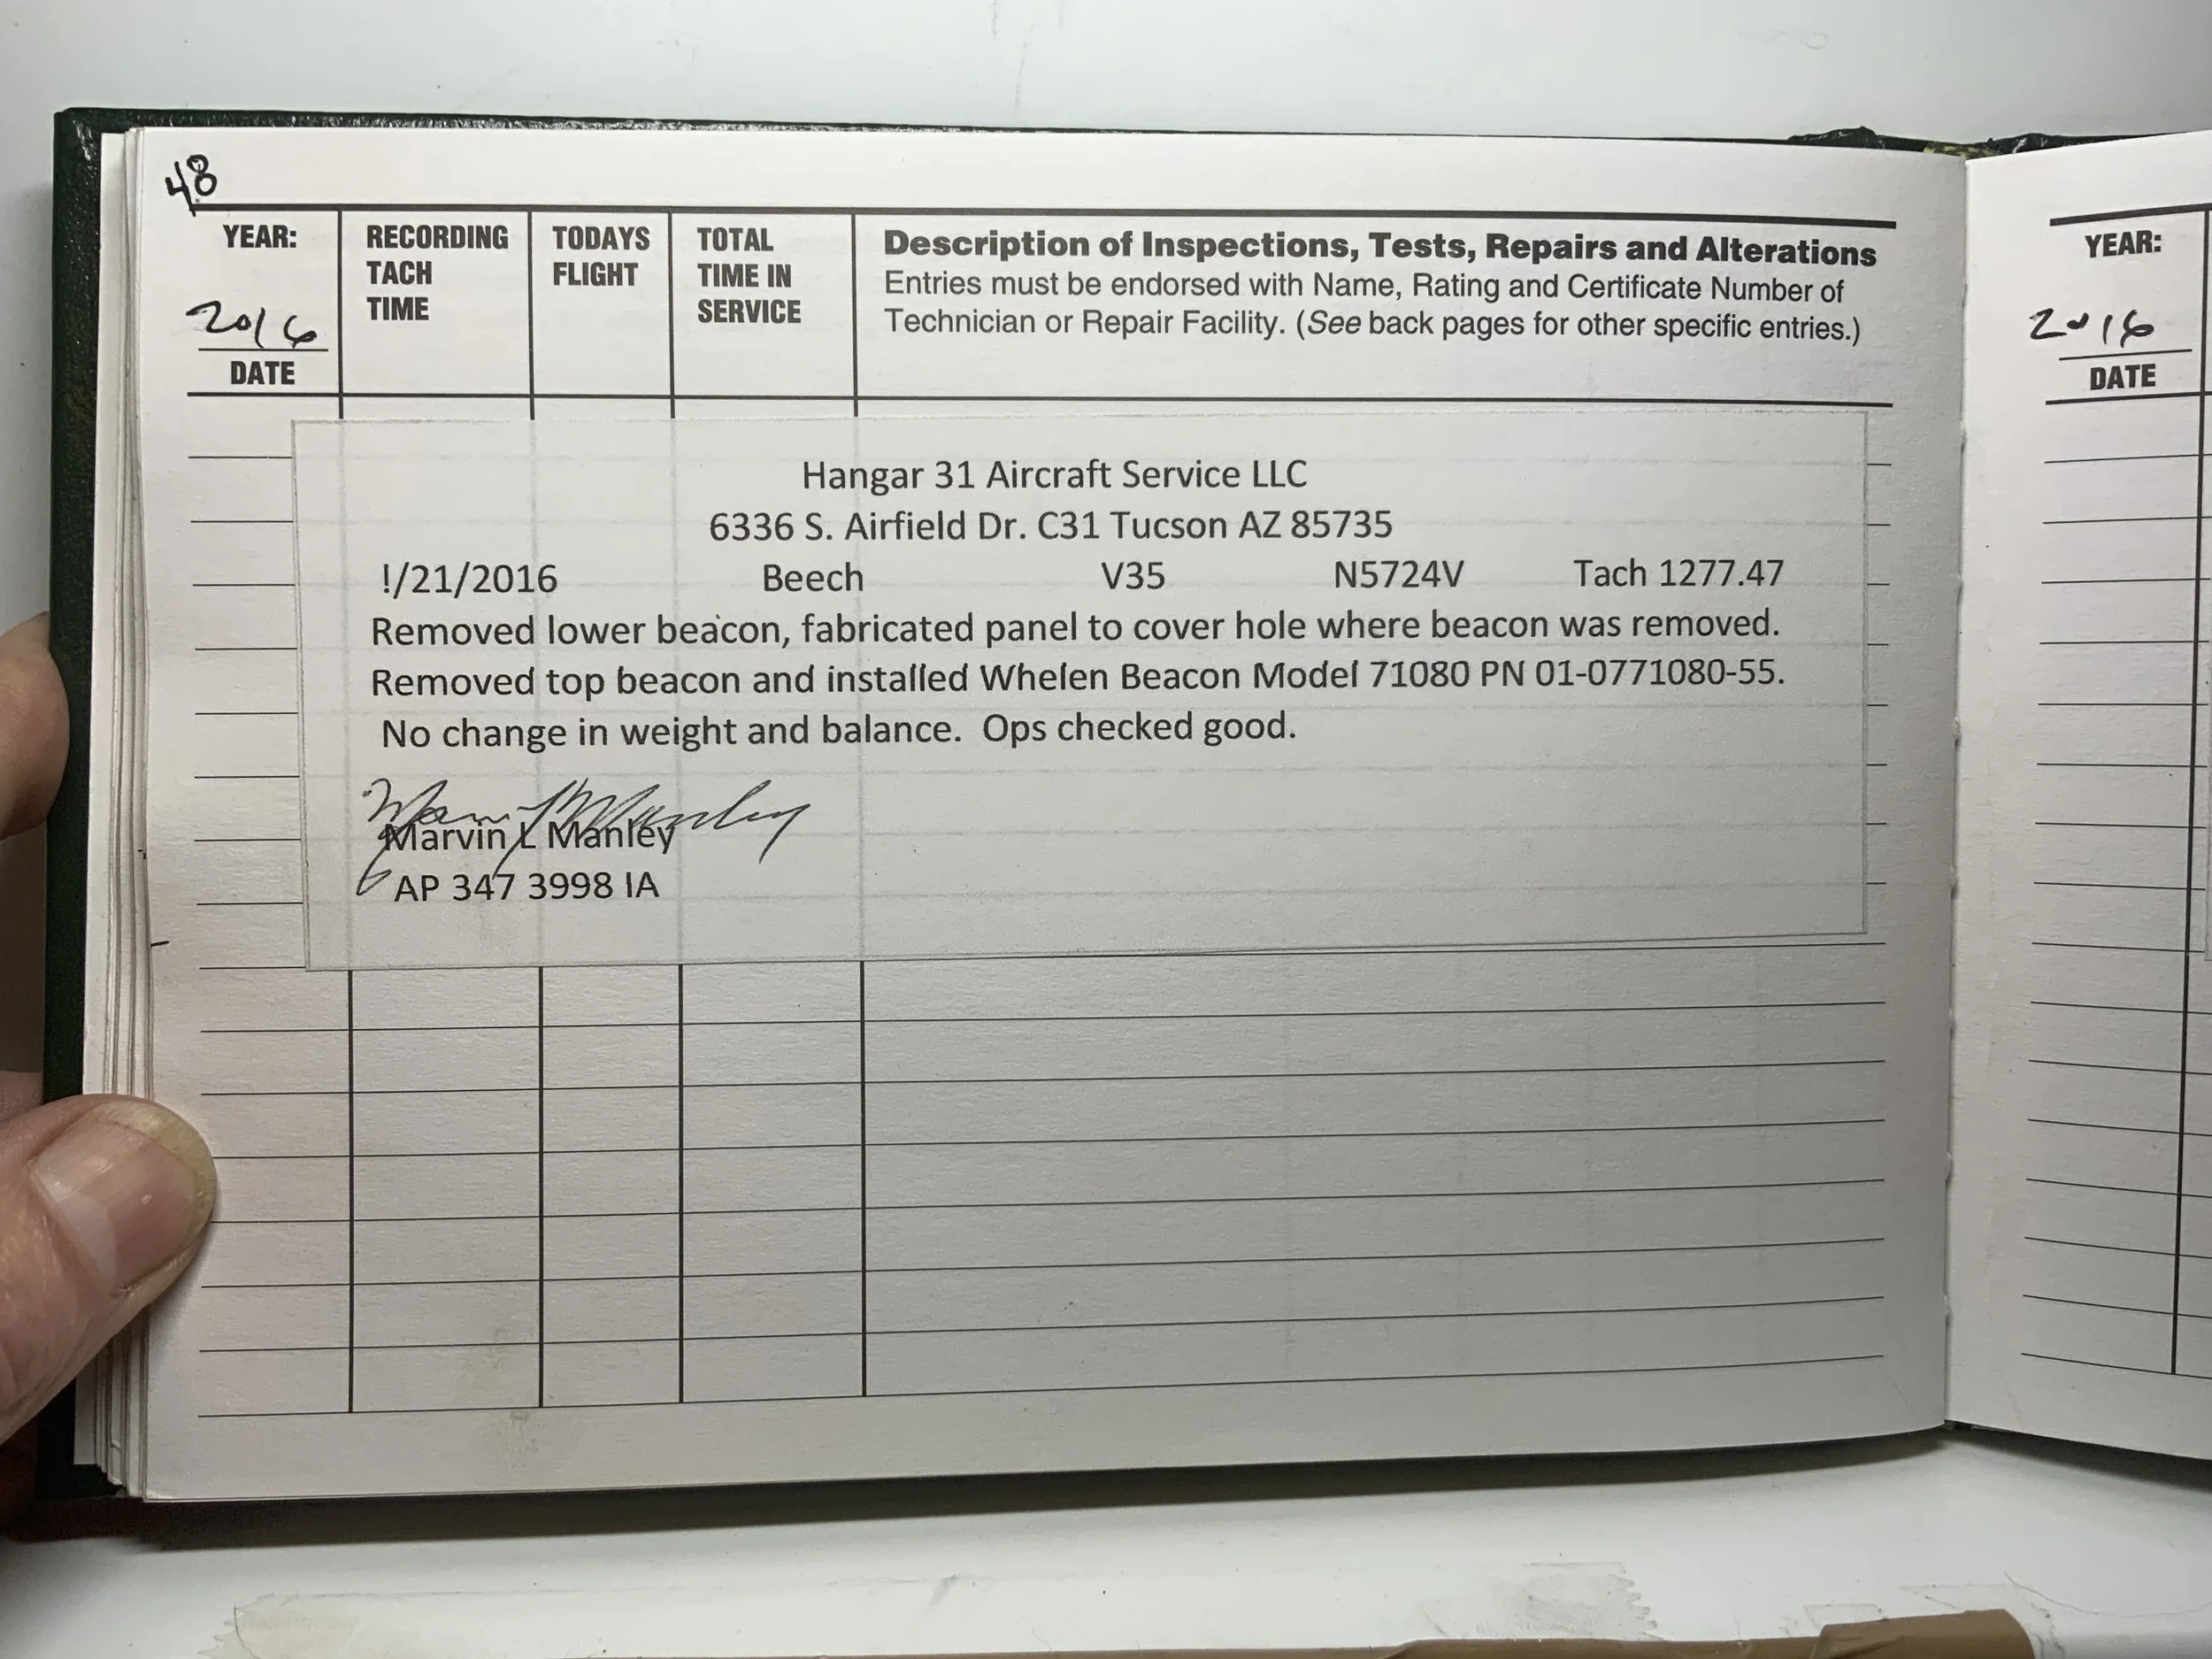 48
YEAR:
2016
DATE
RECORDING
TACH
TIME
TODAYS
FLIGHT
TOTAL
TIME IN
SERVICE
Description of Inspections, Tests, Repairs and Alterations
Entries must be endorsed with Name, Rating and Certificate Number of
Technician or Repair Facility. (See back pages for other specific entries.)
Hangar 31 Aircraft Service LLC
6336 S. Airfield Dr. C31 Tucson AZ 85735
!/21/2016 Beech V35 N5724V Tach 1277.47
Removed lower beacon, fabricated panel to cover hole where beacon was removed.
Removed top beacon and installed Whelen Beacon Model 71080 PN 01-0771080-55.
No change in weight and balance.  Ops checked good.
Marvin L Manley
AP 347 3998 IA
YEAR:
2016
DATE